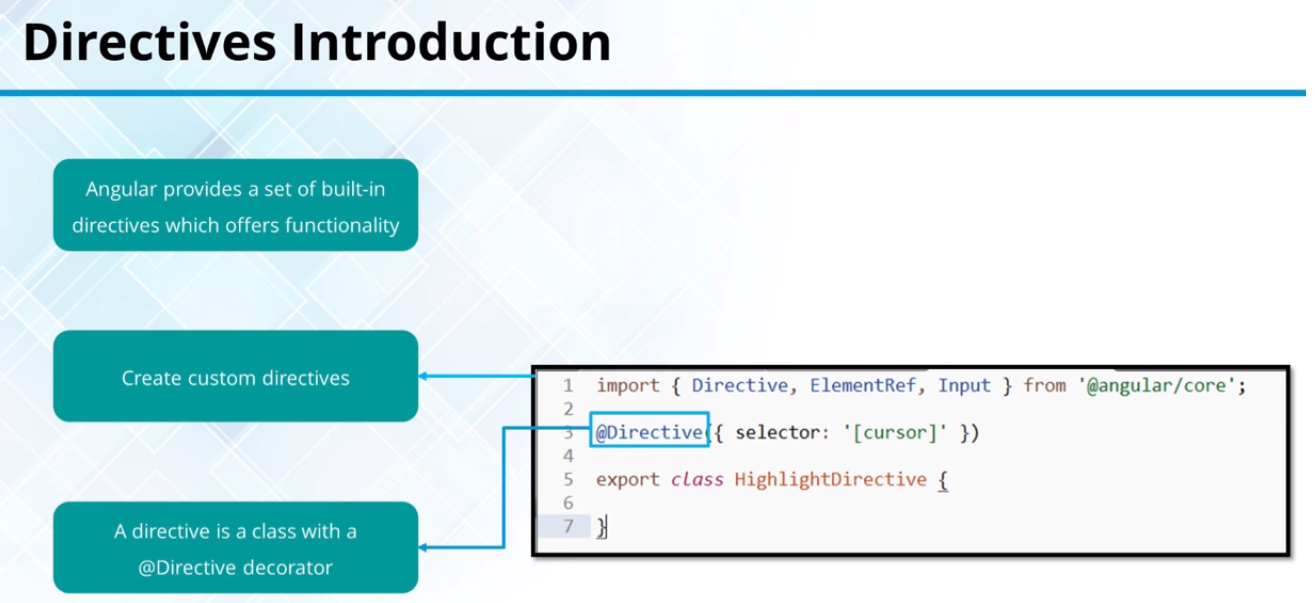 Directives Introduction
Angular provides a set of built-in
directives which offers functionality
Create custom directives
A directive is a class with a
@Directive decorator
1 import { Directive, ElementRef, Input } from '@angular/core';
2
3 @Directive({ selector: '[cursor]' })
4
5 export class HighlightDirective {
6
7 }